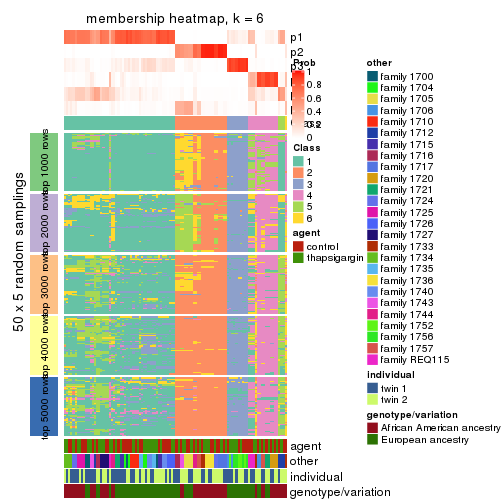 membership heatmap, k = 6
50 x 5 random samplings
top 1000 rows
top 2000 rows
top 3000 rows
top 4000 rows
top 5000 rows
p1
p2
p3
agent
other
individual
genotype/variation
Prob
1
0.8
0.6
0.4
0.2
0
Class
1
2
3
4
5
6
agent
control
thapsigargin
other
family 1700
family 1704
family 1705
family 1706
family 1710
family 1712
family 1715
family 1716
family 1717
family 1720
family 1721
family 1724
family 1725
family 1726
family 1727
family 1733
family 1734
family 1735
family 1736
family 1740
family 1743
family 1744
family 1752
family 1756
family 1757
family REQ115
individual
twin 1
twin 2
genotype/variation
African American ancestry
European ancestry